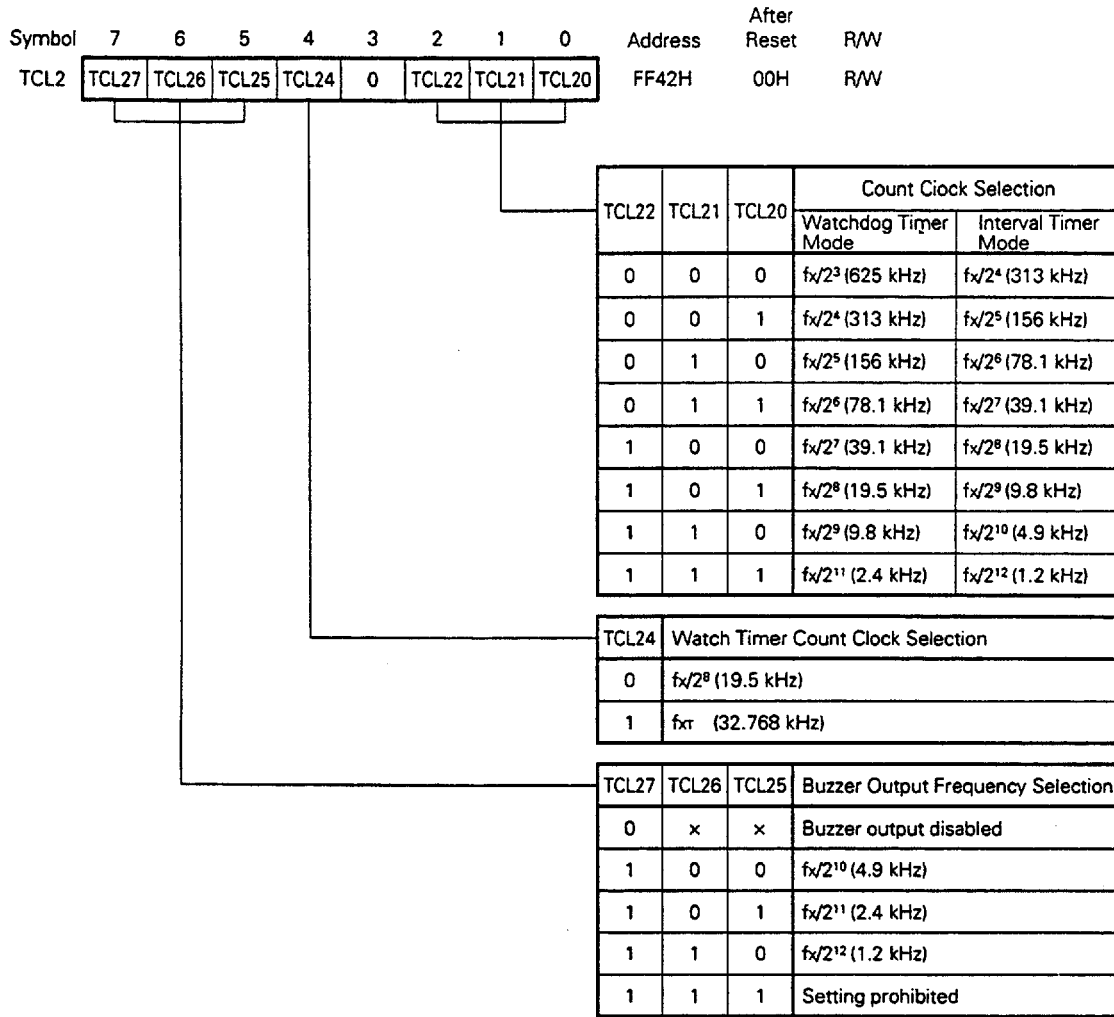 After
Symbol 7 6 5 4 3 2 1 0 Address Reset R/W
TCL2 TCL27 TCL26 TCL25 TCL24 0 TCL22 TCL21 TCL20 FF42H 00H R/W
TCL22 TCL21 TCL20 Count Clock Selection
Watchdog Timer Mode Interval Timer Mode
0 0 0 fx/2³ (625 kHz) fx/2⁴ (313 kHz)
0 0 1 fx/2⁴ (313 kHz) fx/2⁵ (156 kHz)
0 1 0 fx/2⁵ (156 kHz) fx/2⁶ (78.1 kHz)
0 1 1 fx/2⁶ (78.1 kHz) fx/2⁷ (39.1 kHz)
1 0 0 fx/2⁷ (39.1 kHz) fx/2⁸ (19.5 kHz)
1 0 1 fx/2⁸ (19.5 kHz) fx/2⁹ (9.8 kHz)
1 1 0 fx/2⁹ (9.8 kHz) fx/2¹⁰ (4.9 kHz)
1 1 1 fx/2¹¹ (2.4 kHz) fx/2¹² (1.2 kHz)
TCL24 Watch Timer Count Clock Selection
0 fx/2⁸ (19.5 kHz)
1 fxT (32.768 kHz)
TCL27 TCL26 TCL25 Buzzer Output Frequency Selection
0 × × Buzzer output disabled
1 0 0 fx/2¹⁰ (4.9 kHz)
1 0 1 fx/2¹¹ (2.4 kHz)
1 1 0 fx/2¹² (1.2 kHz)
1 1 1 Setting prohibited